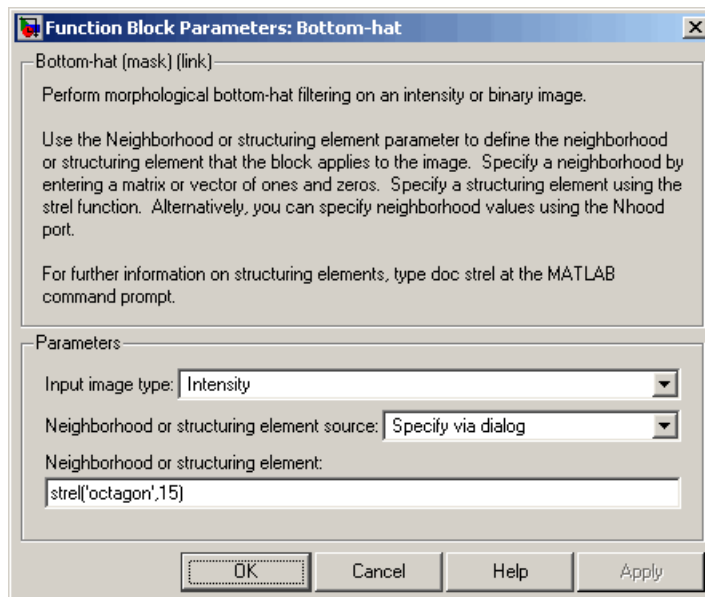 Function Block Parameters: Bottom-hat
Bottom-hat (mask) (link)
Perform morphological bottom-hat filtering on an intensity or binary image.
Use the Neighborhood or structuring element parameter to define the neighborhood
or structuring element that the block applies to the image.  Specify a neighborhood by
entering a matrix or vector of ones and zeros.  Specify a structuring element using the
strel function.  Alternatively, you can specify neighborhood values using the Nhood
port.
For further information on structuring elements, type doc strel at the MATLAB
command prompt.
Parameters
Input image type: Intensity
Neighborhood or structuring element source: Specify via dialog
Neighborhood or structuring element:
strel('octagon',15)
OK Cancel Help Apply